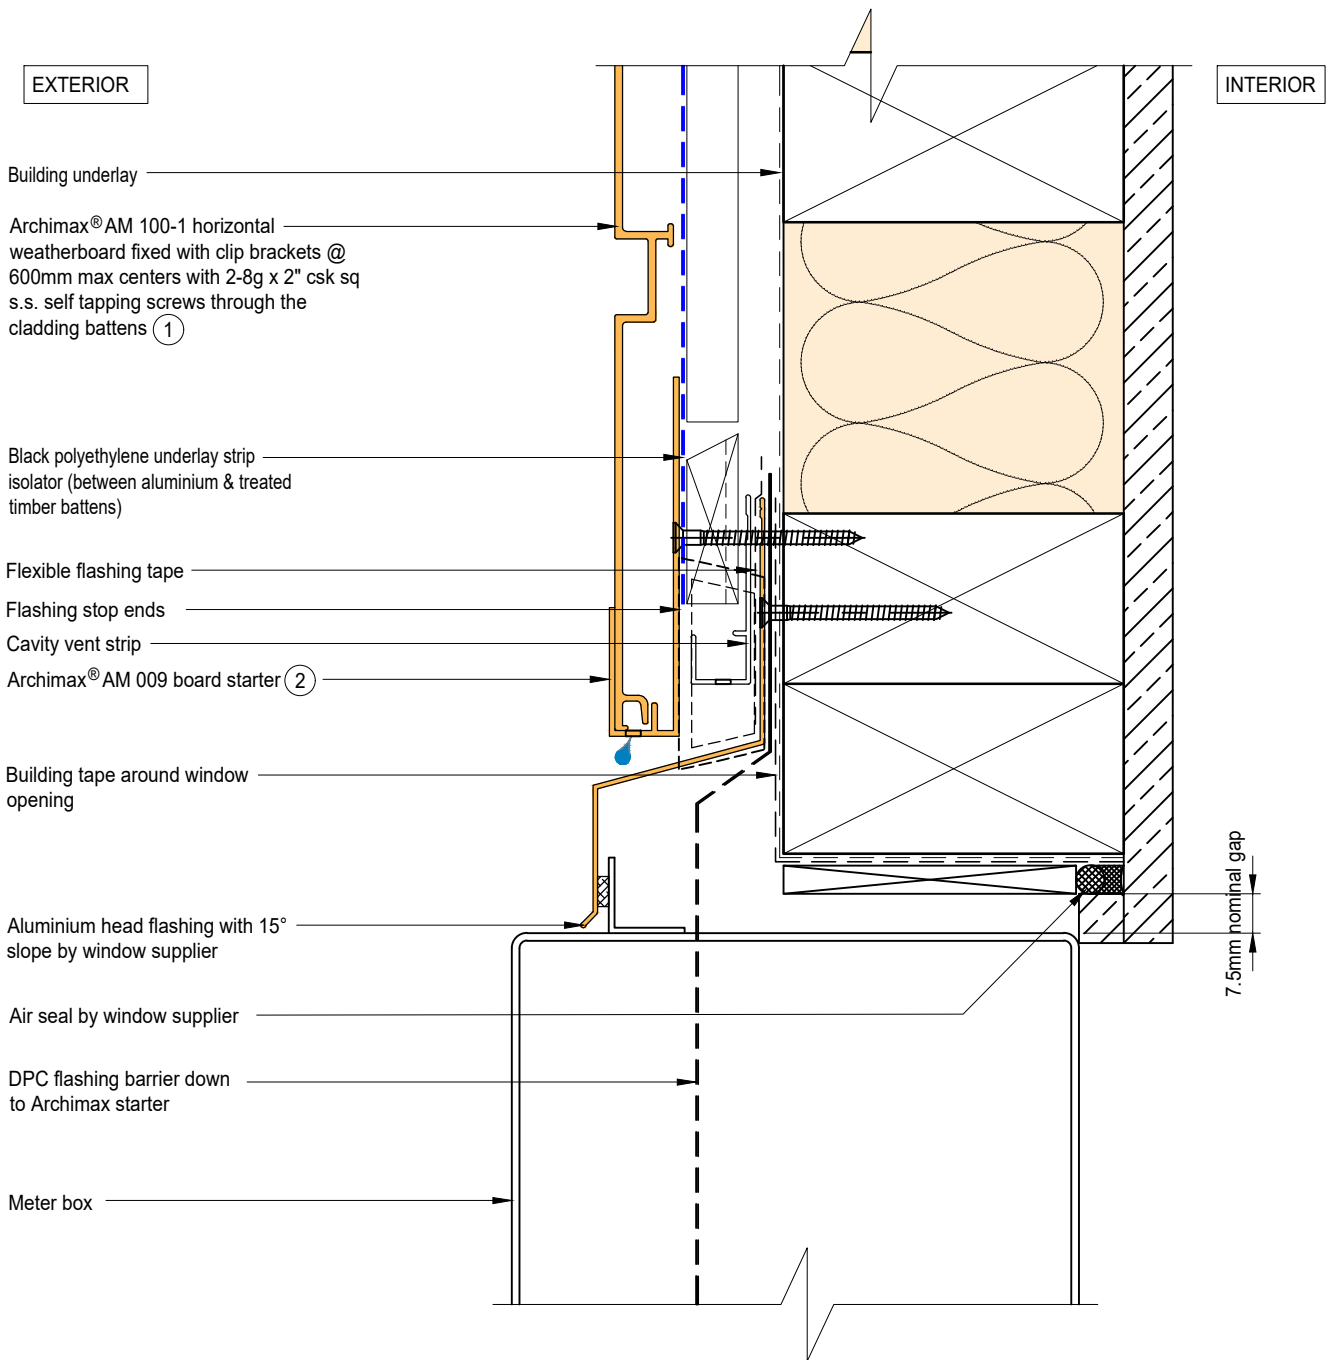 EXTERIOR
INTERIOR
Building underlay
Archimax® AM 100-1 horizontal
weatherboard fixed with clip brackets @
600mm max centers with 2-8g x 2" csk sq
s.s. self tapping screws through the
cladding battens 1
Black polyethylene underlay strip
isolator (between aluminium & treated
timber battens)
Flexible flashing tape
Flashing stop ends
Cavity vent strip
Archimax® AM 009 board starter 2
Building tape around window
opening
7.5mm nominal gap
Aluminium head flashing with 15°
slope by window supplier
Air seal by window supplier
DPC flashing barrier down
to Archimax starter
Meter box